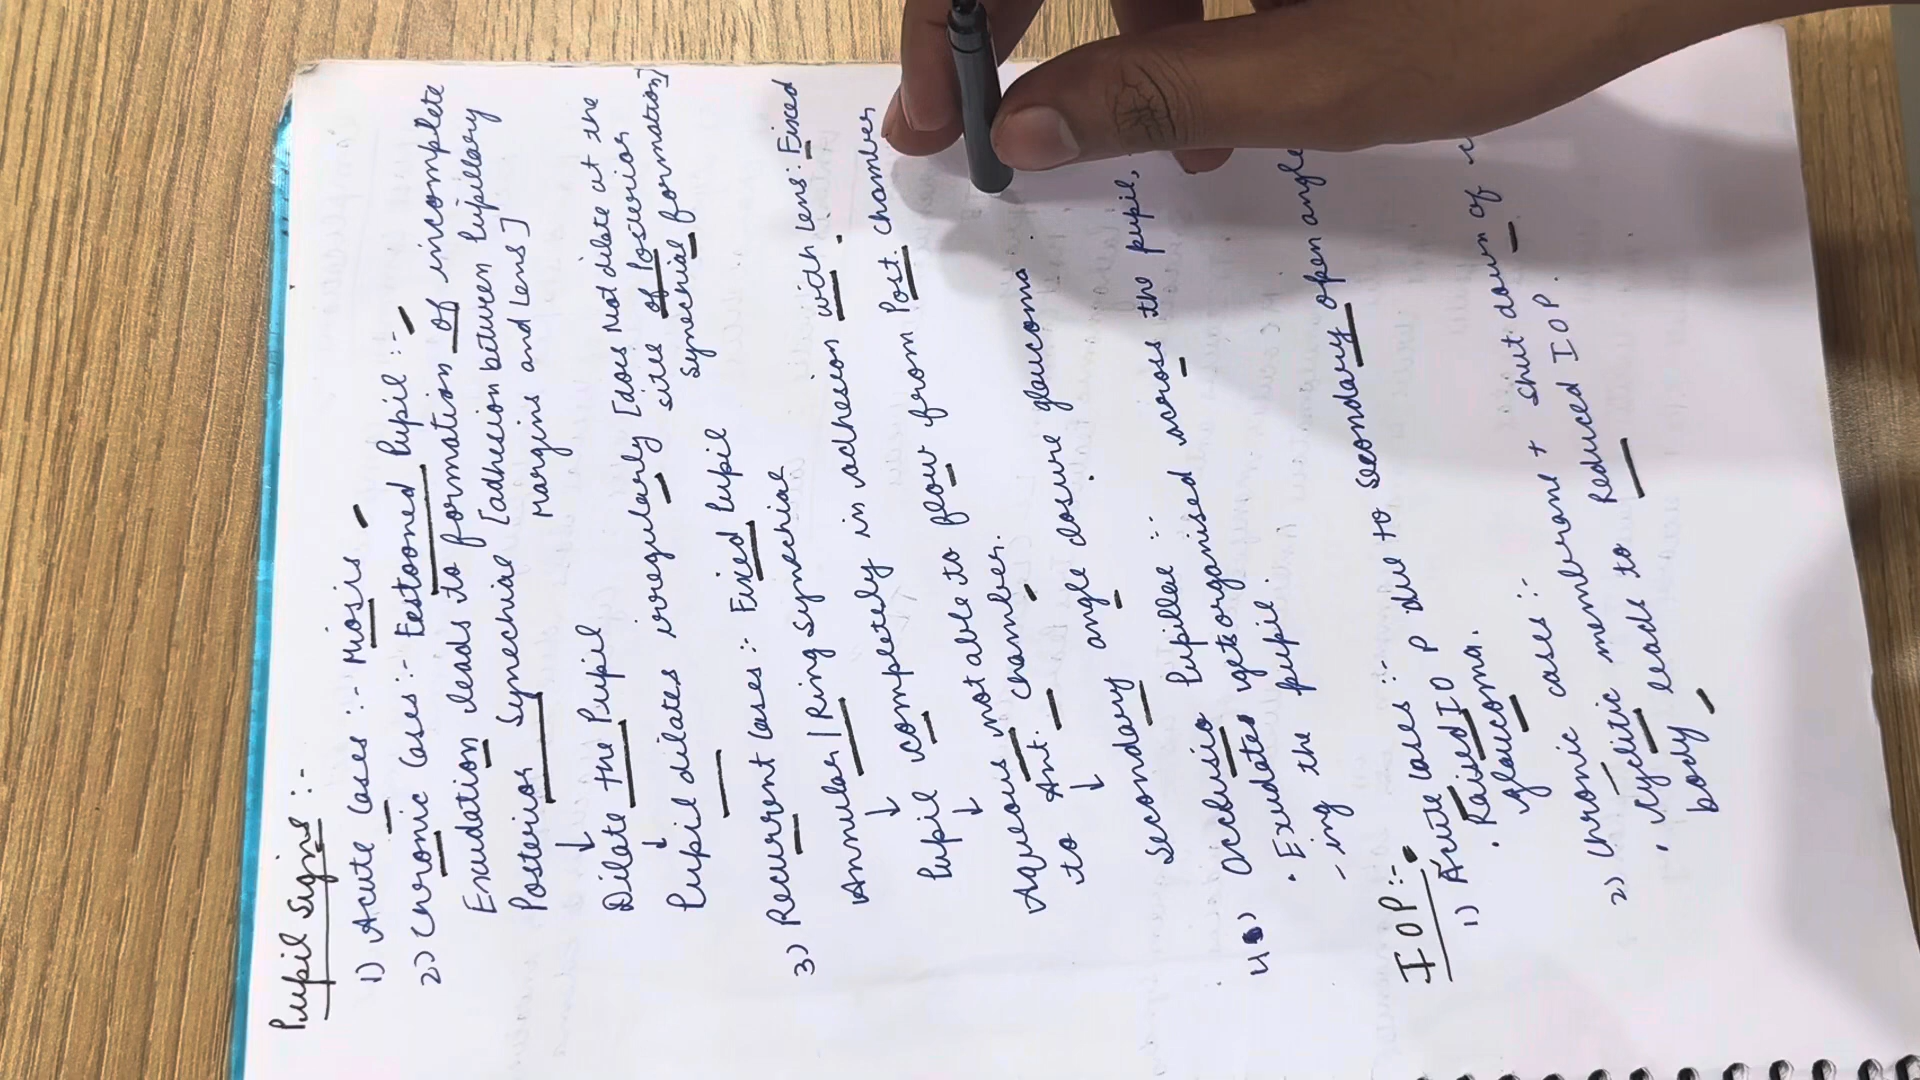 Pupil Signs :-
1) Acute Cases :- Miosis
2) Chronic Cases :- Festooned Pupil :-
Exudation leads to formation of incomplete
Posterior Synechiae [adhesion between Pupillary
Margins and Lens]
↓
Dilate the Pupil
↓
Pupil dilates irregularly [does Not dilate at the
site of Posterior
Synechiae formation]
Fixed Pupil
3) Recurrent Cases :- Fixed Pupil
Annular / Ring Synechiae
↓
Pupil completely in adhesion with Lens : Fixed
↓
Aqueous not able to flow from Post. Chamber
to Ant. Chamber.
↓
Secondary angle closure glaucoma.
4) Occlusio Pupillae :-
• Exudates gets organised across the pupil,
-ing the pupil.
IOP :-
1) Acute Cases :-
• Raised IOP due to Secondary open angle
glaucoma.
2) Chronic cases :-
• Cyclitic membrane + shut down of
body leads to Reduced IOP.